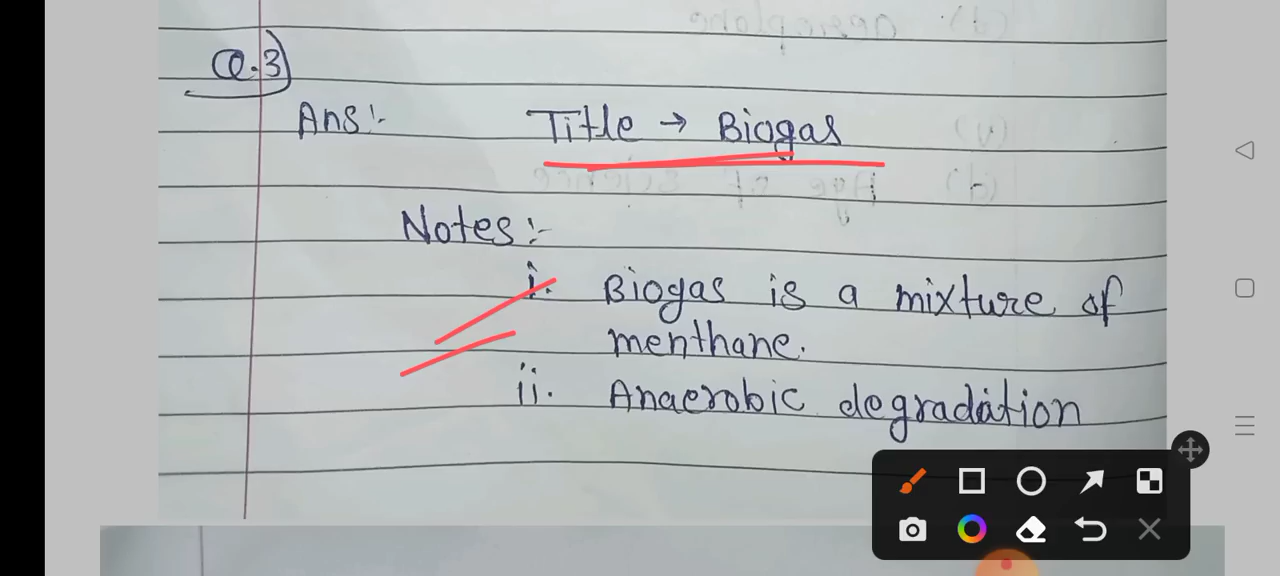 Q.3)
Ans:- Title → Biogas
Notes:-
i. Biogas is a mixture of
menthane.
ii. Anaerobic degradation